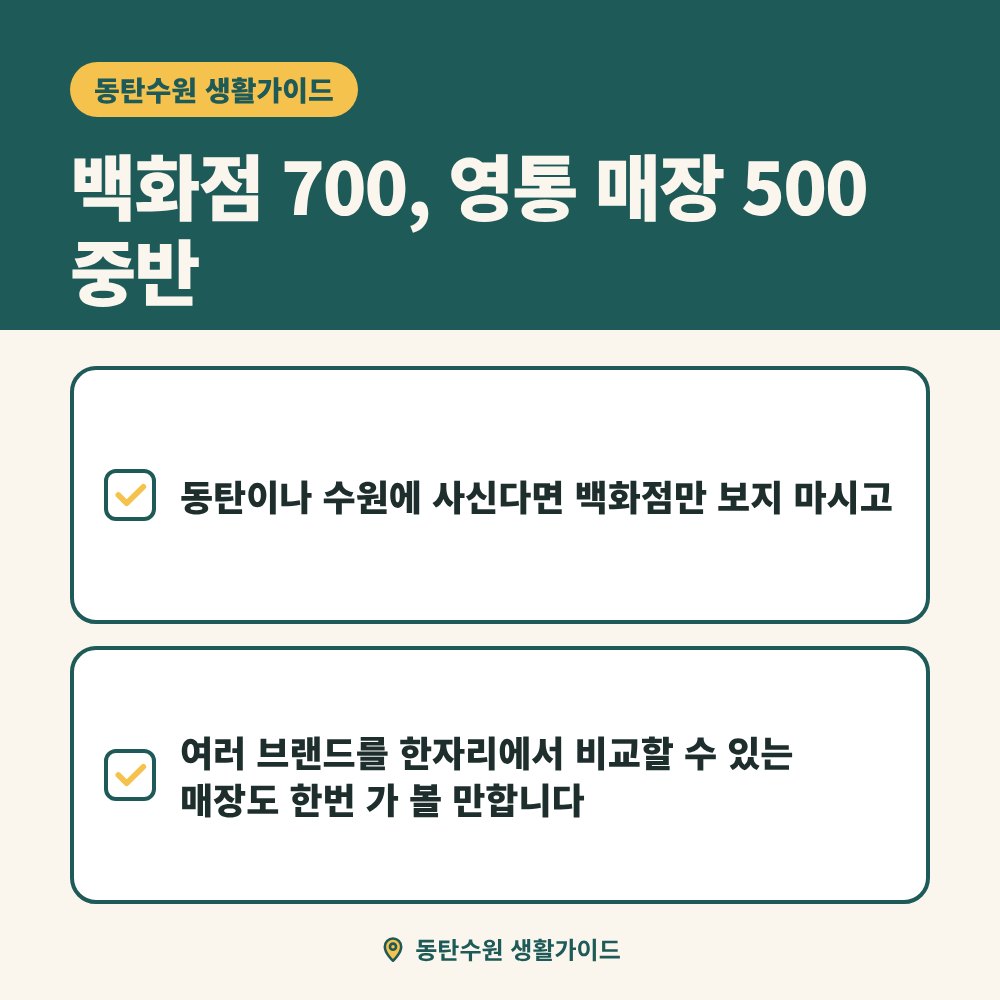 동탄수원 생활가이드
백화점 700, 영통 매장 500
중반
동탄이나 수원에 사신다면 백화점만 보지 마시고
여러 브랜드를 한자리에서 비교할 수 있는
매장도 한번 가 볼 만합니다
동탄수원 생활가이드